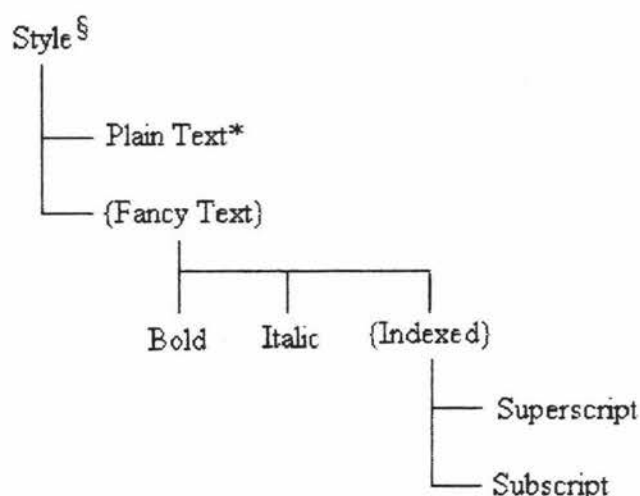 Style§
Plain Text*
{Fancy Text}
Bold Italic {Indexed}
Superscript
Subscript